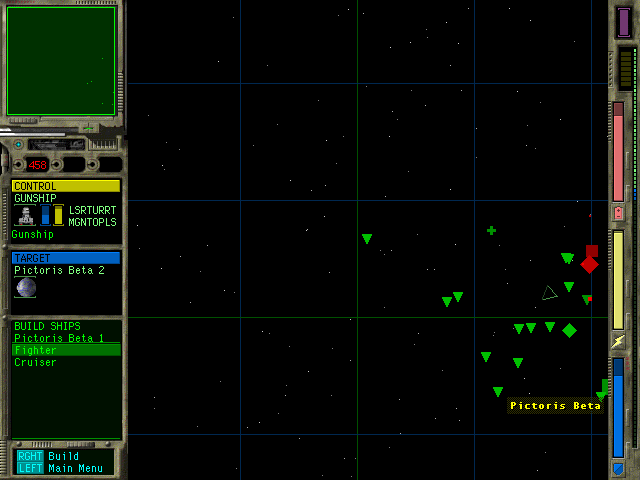 458
CONTROL
GUNSHIP
LSRTURRT
MGNTOPLS
Gunship
TARGET
Pictoris Beta 2
BUILD SHIPS
Pictoris Beta 1
Fighter
Cruiser
RGHT Build
LEFT Main Menu
Pictoris Beta